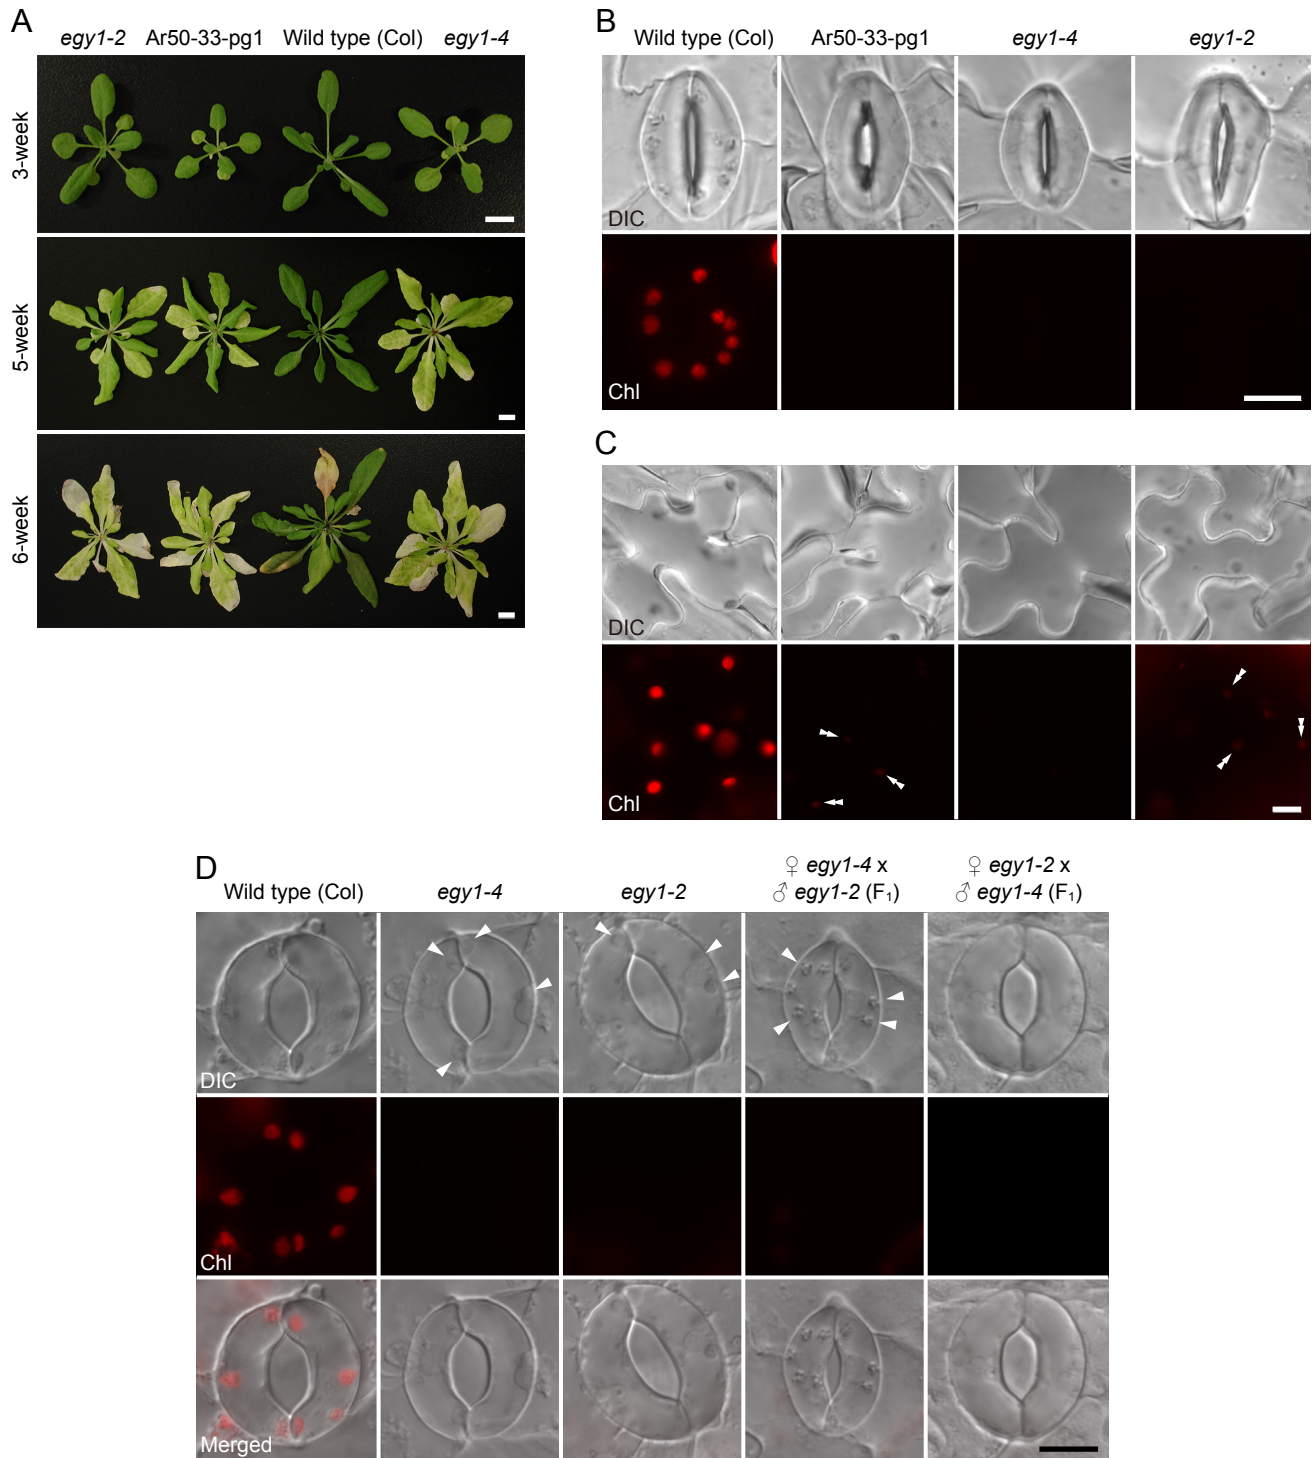 A
egy1-2 Ar50-33-pg1 Wild type (Col) egy1-4
3-week
5-week
6-week
B
Wild type (Col) Ar50-33-pg1 egy1-4 egy1-2
DIC
Chl
C
DIC
Chl
D
Wild type (Col) egy1-4 egy1-2 ♀ egy1-4 x ♀ egy1-2 x
♂ egy1-2 (F₁) ♂ egy1-4 (F₁)
DIC
Chl
Merged